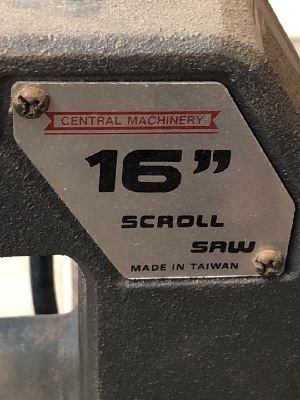 CENTRAL MACHINERY
16”
SCROLL
SAW
MADE IN TAIWAN